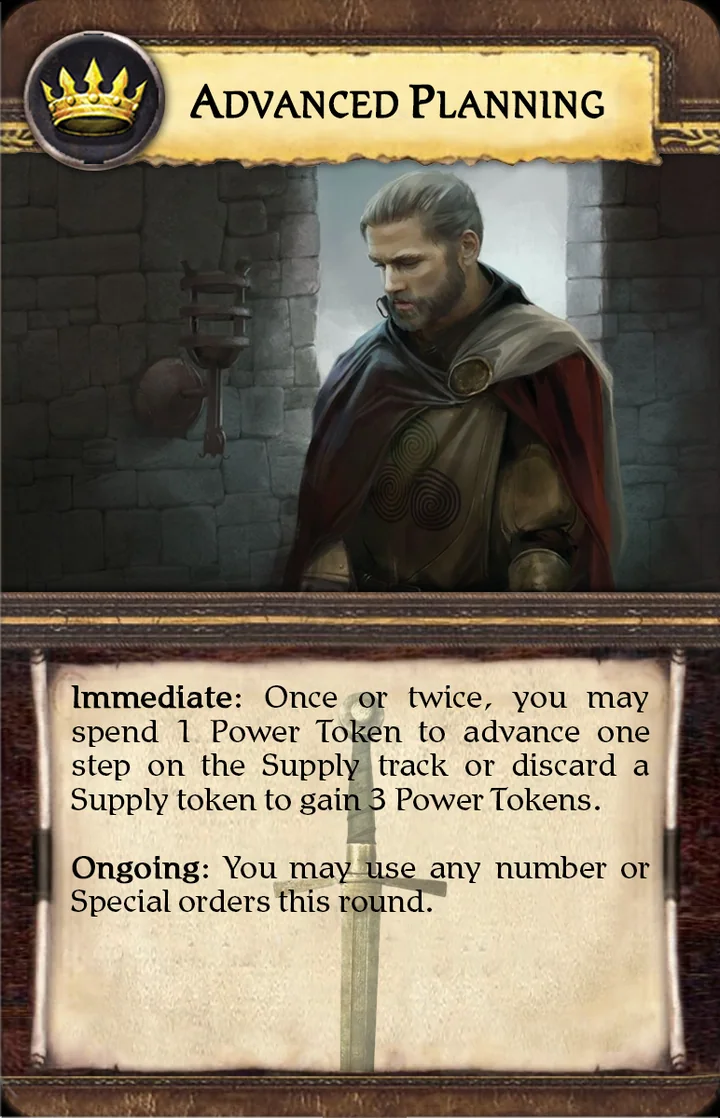 Advanced Planning
Immediate: Once or twice, you may
spend 1 Power Token to advance one
step on the Supply track or discard a
Supply token to gain 3 Power Tokens.
Ongoing: You may use any number or
Special orders this round.